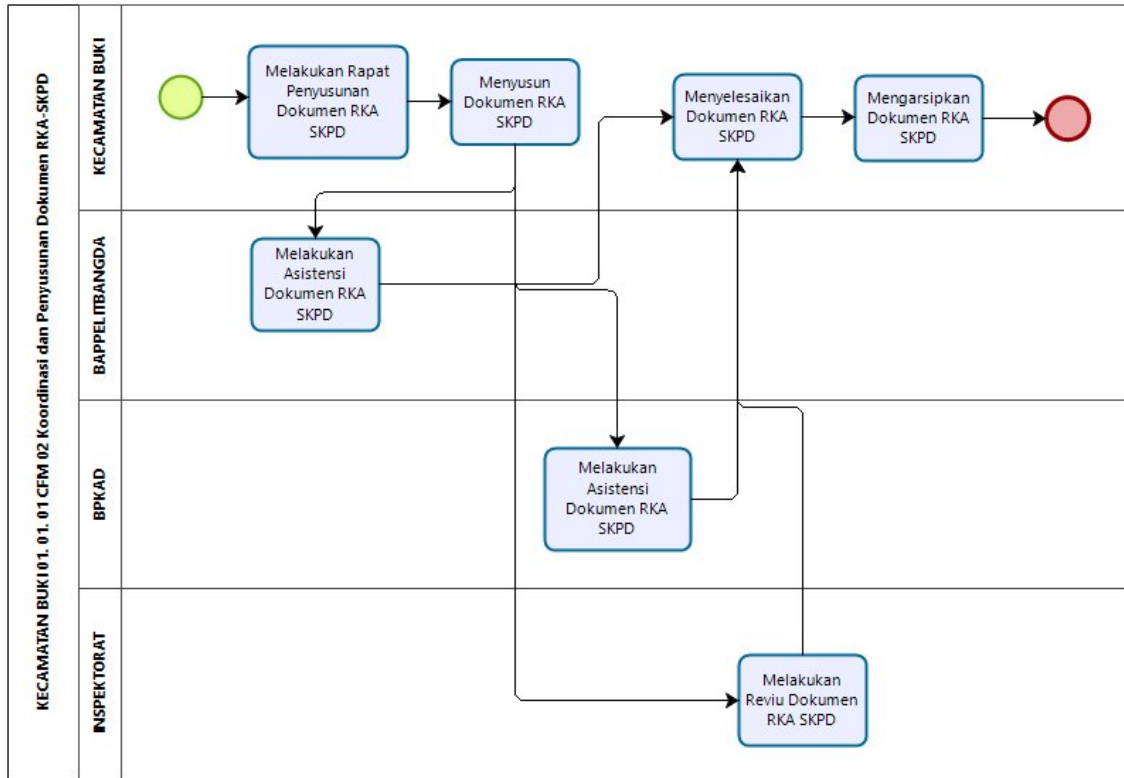 KECAMATAN BUKI 01. 01. 01 CFM 02 Koordinasi dan Penyusunan Dokumen RKA-SKPD
KECAMATAN BUKI
Melakukan Rapat
Penyusunan
Dokumen RKA
SKPD
Menyusun
Dokumen RKA
SKPD
Menyelesaikan
Dokumen RKA
SKPD
Mengarsipkan
Dokumen RKA
SKPD
BAPPELITBANGDA
Melakukan
Asistensi
Dokumen RKA
SKPD
BPKAD
Melakukan
Asistensi
Dokumen RKA
SKPD
INSPEKTORAT
Melakukan
Reviu Dokumen
RKA SKPD